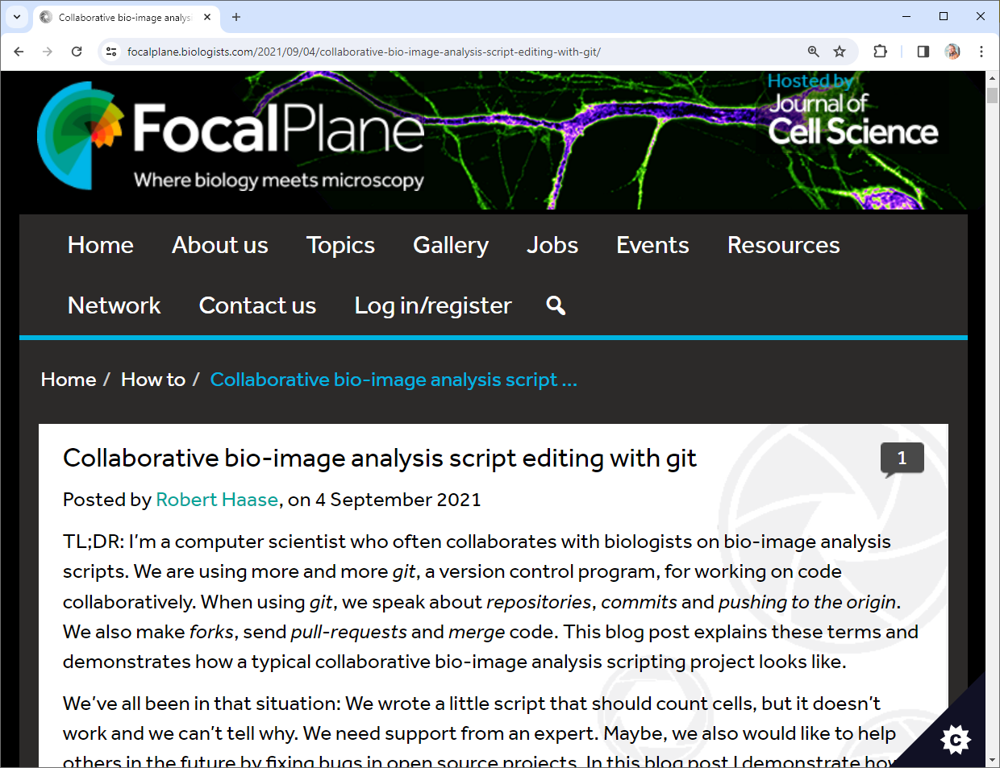 Collaborative bio-image analysis
focalplane.biologists.com/2021/09/04/collaborative-bio-image-analysis-script-editing-with-git/
Hosted by
Journal of
Cell Science
FocalPlane
Where biology meets microscopy
Home About us Topics Gallery Jobs Events Resources
Network Contact us Log in/register
Home / How to / Collaborative bio-image analysis script ...
Collaborative bio-image analysis script editing with git
1
Posted by Robert Haase, on 4 September 2021
TL;DR: I’m a computer scientist who often collaborates with biologists on bio-image analysis
scripts. We are using more and more git, a version control program, for working on code
collaboratively. When using git, we speak about repositories, commits and pushing to the origin.
We also make forks, send pull-requests and merge code. This blog post explains these terms and
demonstrates how a typical collaborative bio-image analysis scripting project looks like.
We’ve all been in that situation: We wrote a little script that should count cells, but it doesn’t
work and we can’t tell why. We need support from an expert. Maybe, we also would like to help
others in the future by fixing bugs in open source projects. In this blog post I demonstrate how
C